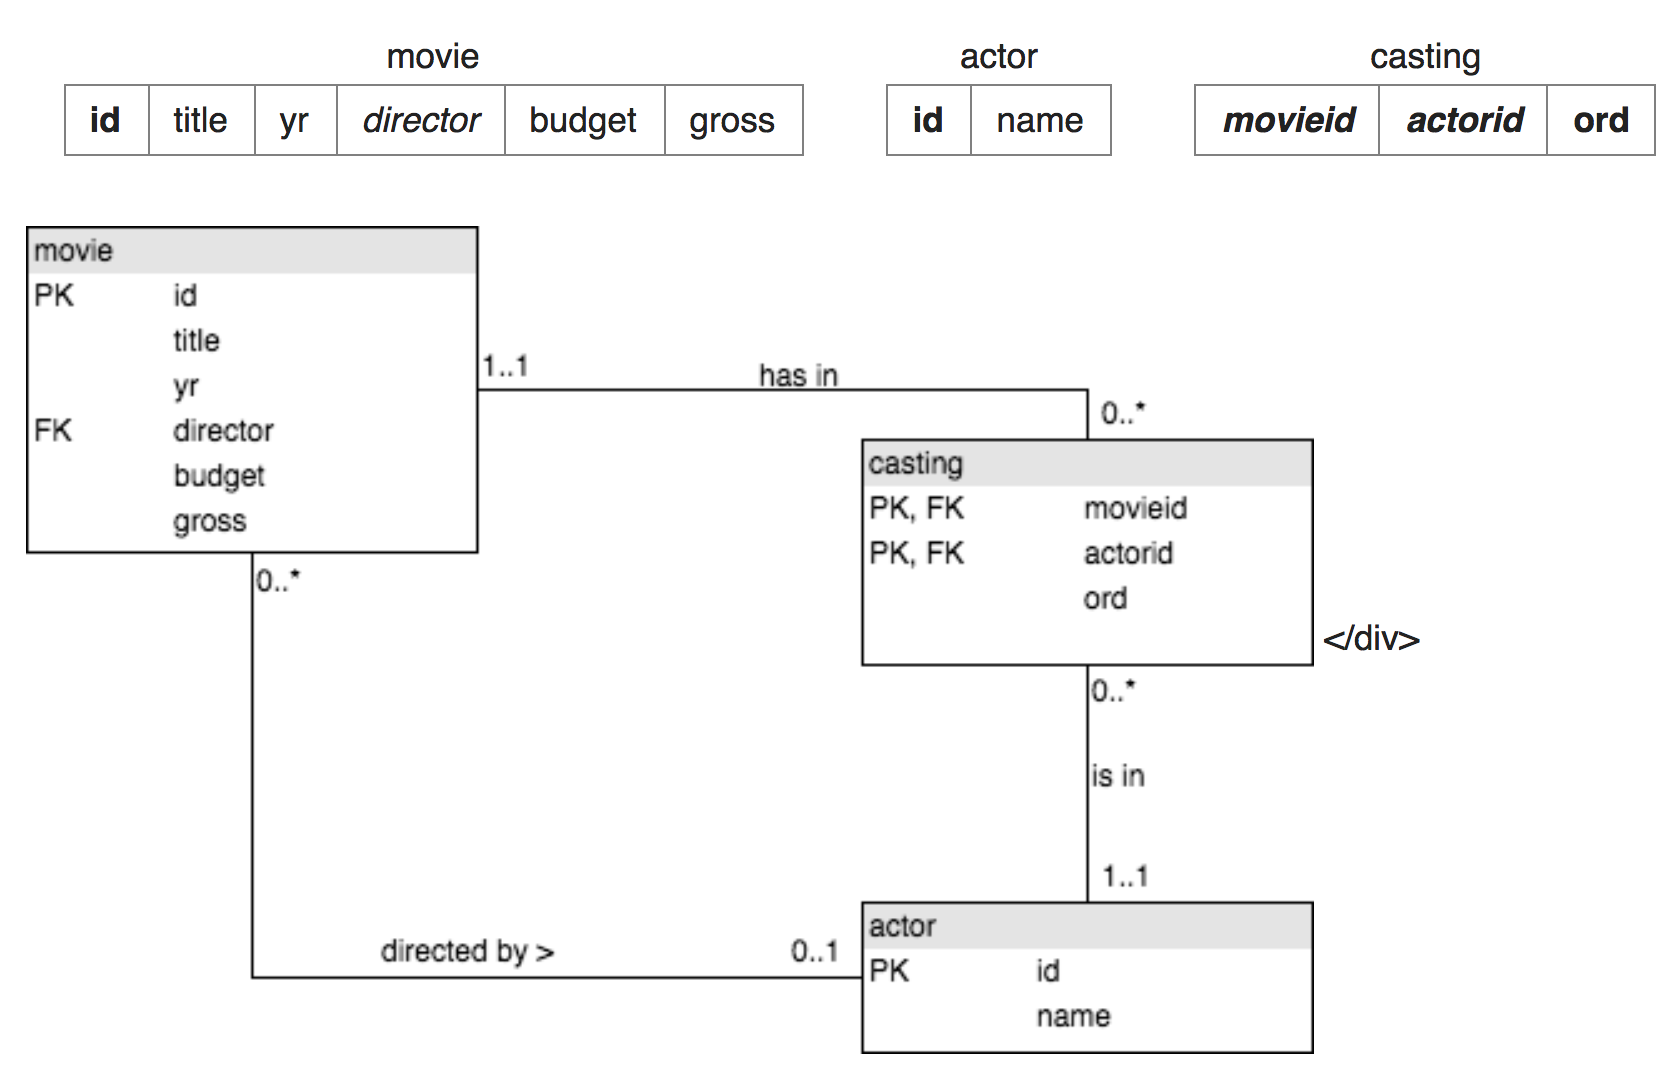 movie actor casting
id title yr director budget gross id name movieid actorid ord
movie
PK id
title
yr
FK director
budget
gross
1..1 has in
0..*
casting
PK, FK movieid
PK, FK actorid
ord
</div>
0..*
0..*
is in
1..1
directed by > 0..1
actor
PK id
name